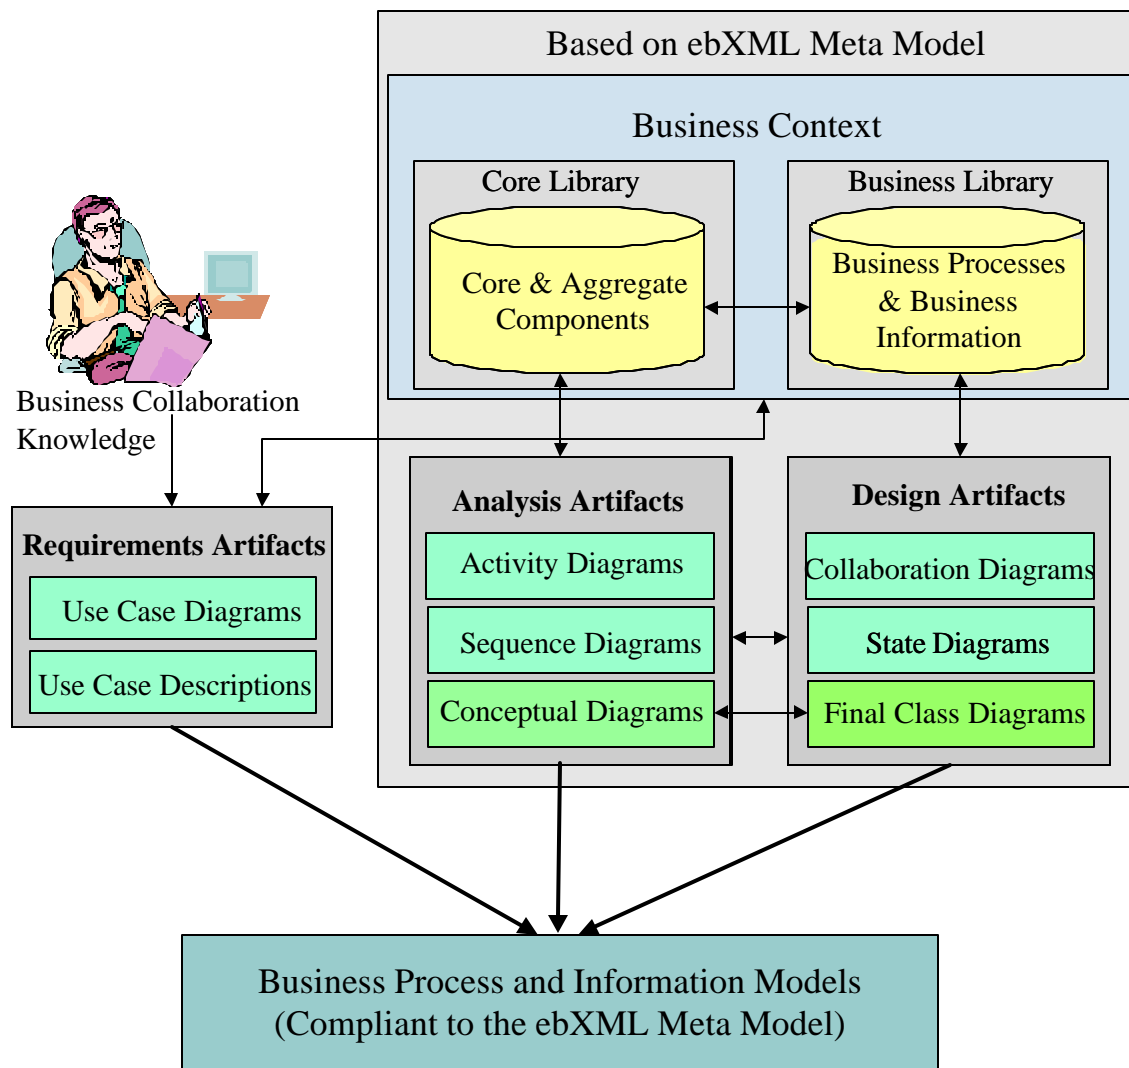 Based on ebXML Meta Model
Business Context
Core Library
Core & Aggregate
Components
Business Library
Business Processes
& Business
Information
Business Collaboration
Knowledge
Requirements Artifacts
Use Case Diagrams
Use Case Descriptions
Analysis Artifacts
Activity Diagrams
Sequence Diagrams
Conceptual Diagrams
Design Artifacts
Collaboration Diagrams
State Diagrams
Final Class Diagrams
Business Process and Information Models
(Compliant to the ebXML Meta Model)